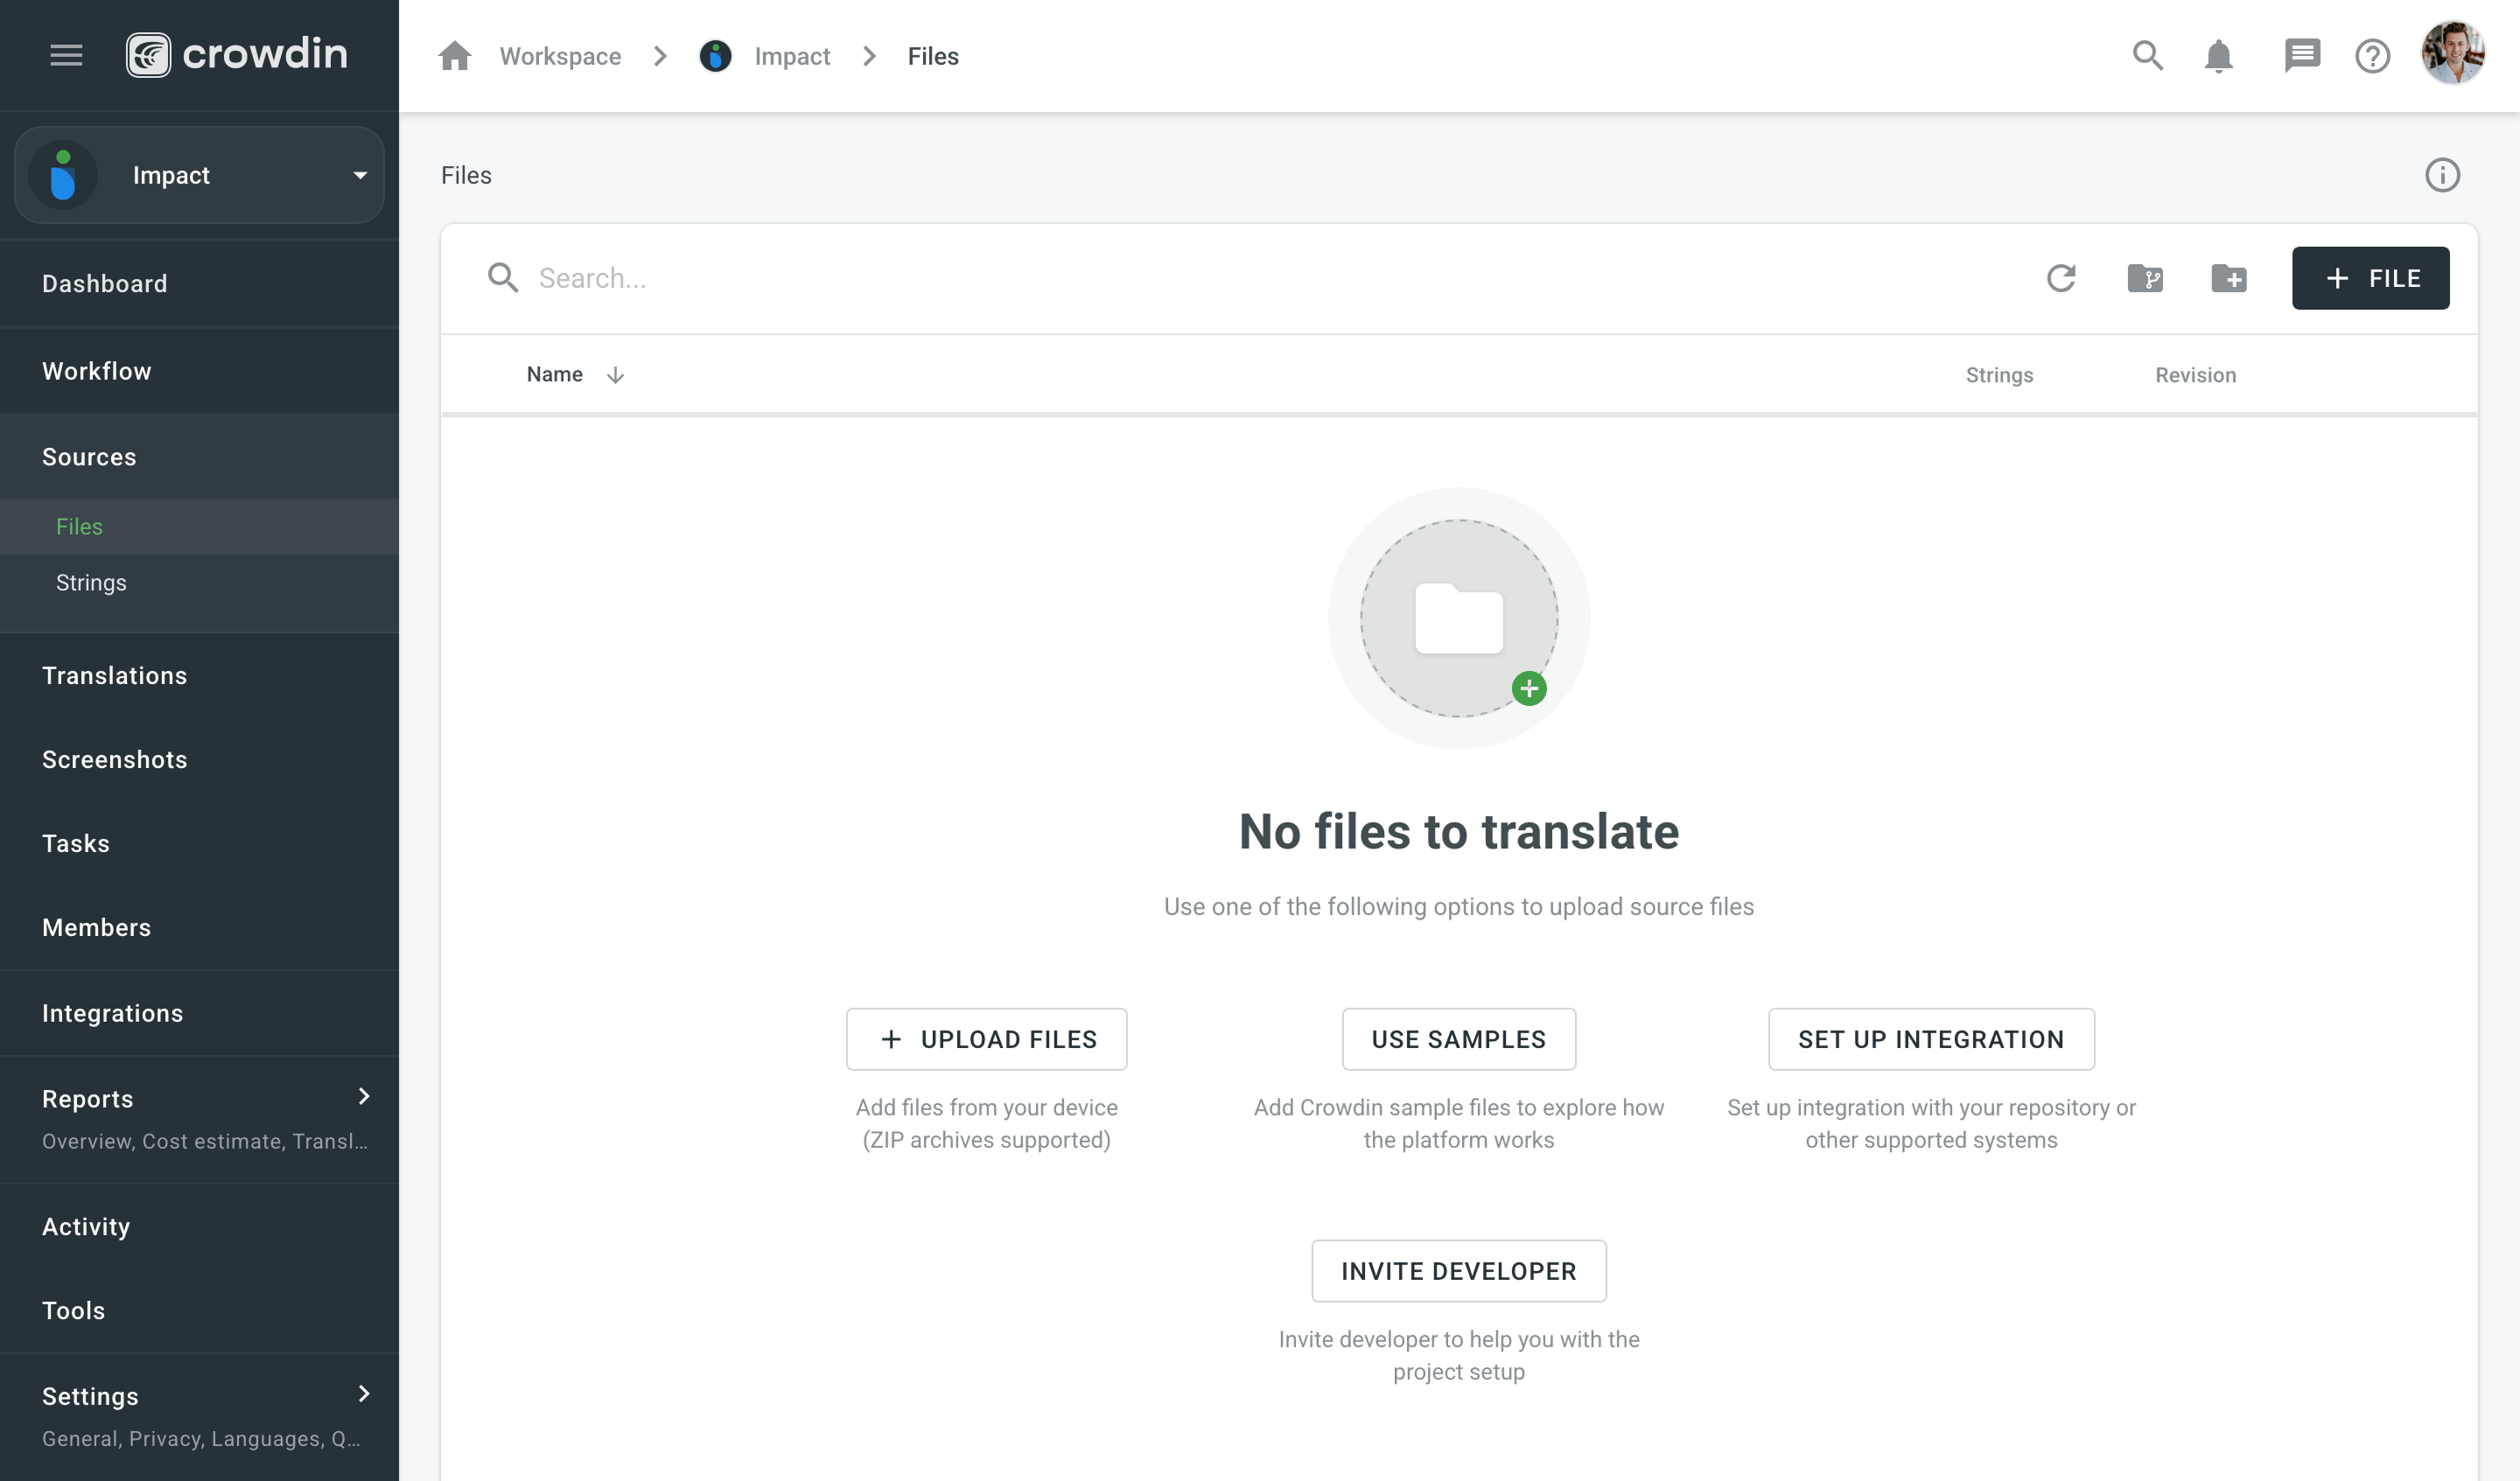 crowdin
Workspace
Impact
Files
Impact
Dashboard
Workflow
Sources
Files
Strings
Translations
Screenshots
Tasks
Members
Integrations
Reports
Overview, Cost estimate, Transl...
Activity
Tools
Settings
General, Privacy, Languages, Q...
Files
Search...
+ FILE
Name
Strings
Revision
No files to translate
Use one of the following options to upload source files
+ UPLOAD FILES
Add files from your device
(ZIP archives supported)
USE SAMPLES
Add Crowdin sample files to explore how
the platform works
SET UP INTEGRATION
Set up integration with your repository or
other supported systems
INVITE DEVELOPER
Invite developer to help you with the
project setup